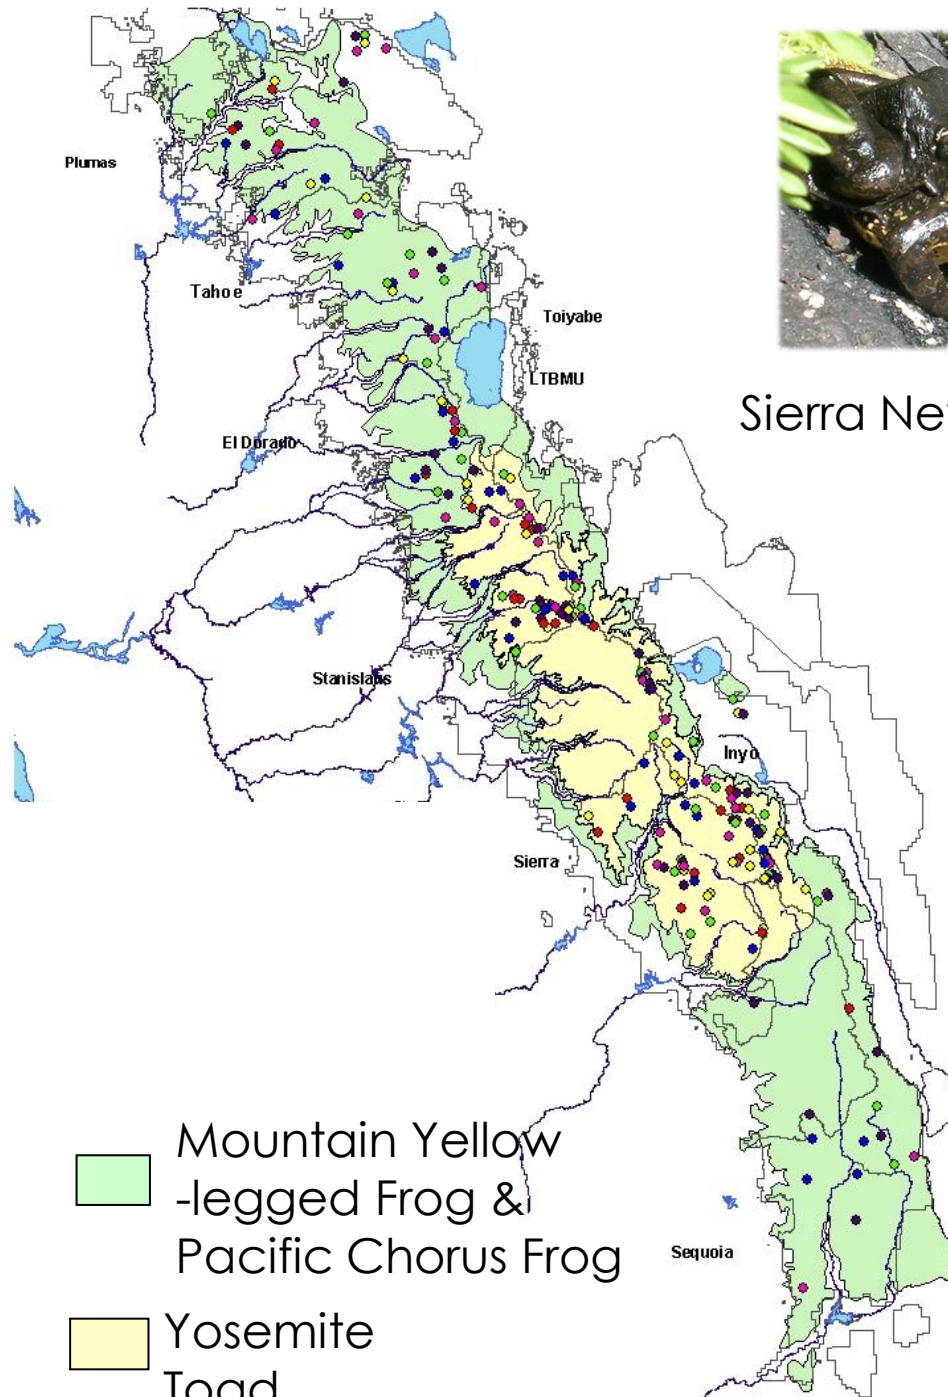 Plumas
Tahoe
Toiyabe
LTBMU
Sierra Ne
El Dorado
Stanislaus
Inyo
Sierra
Mountain Yellow
-legged Frog &
Pacific Chorus Frog
Sequoia
Yosemite
Toad